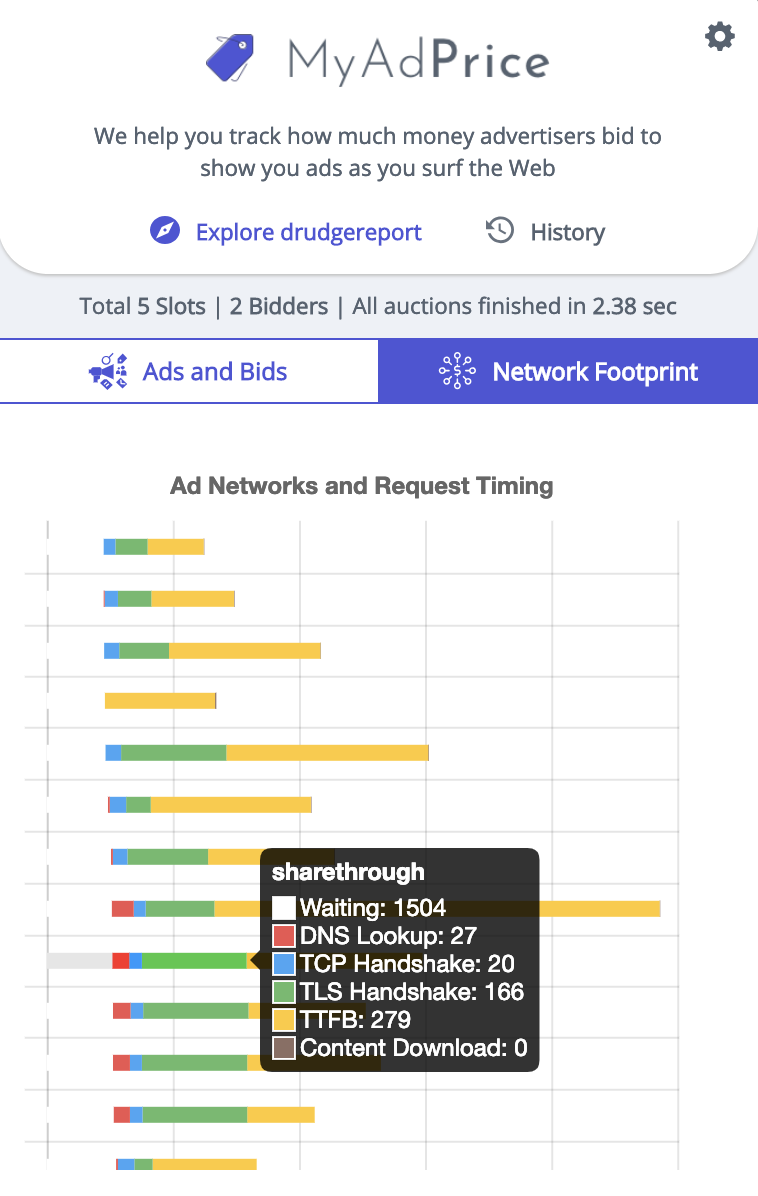 MyAdPrice
We help you track how much money advertisers bid to
show you ads as you surf the Web
Explore drudgereport
History
Total 5 Slots | 2 Bidders | All auctions finished in 2.38 sec
Ads and Bids
Network Footprint
Ad Networks and Request Timing
sharethrough
Waiting: 1504
DNS Lookup: 27
TCP Handshake: 20
TLS Handshake: 166
TTFB: 279
Content Download: 0